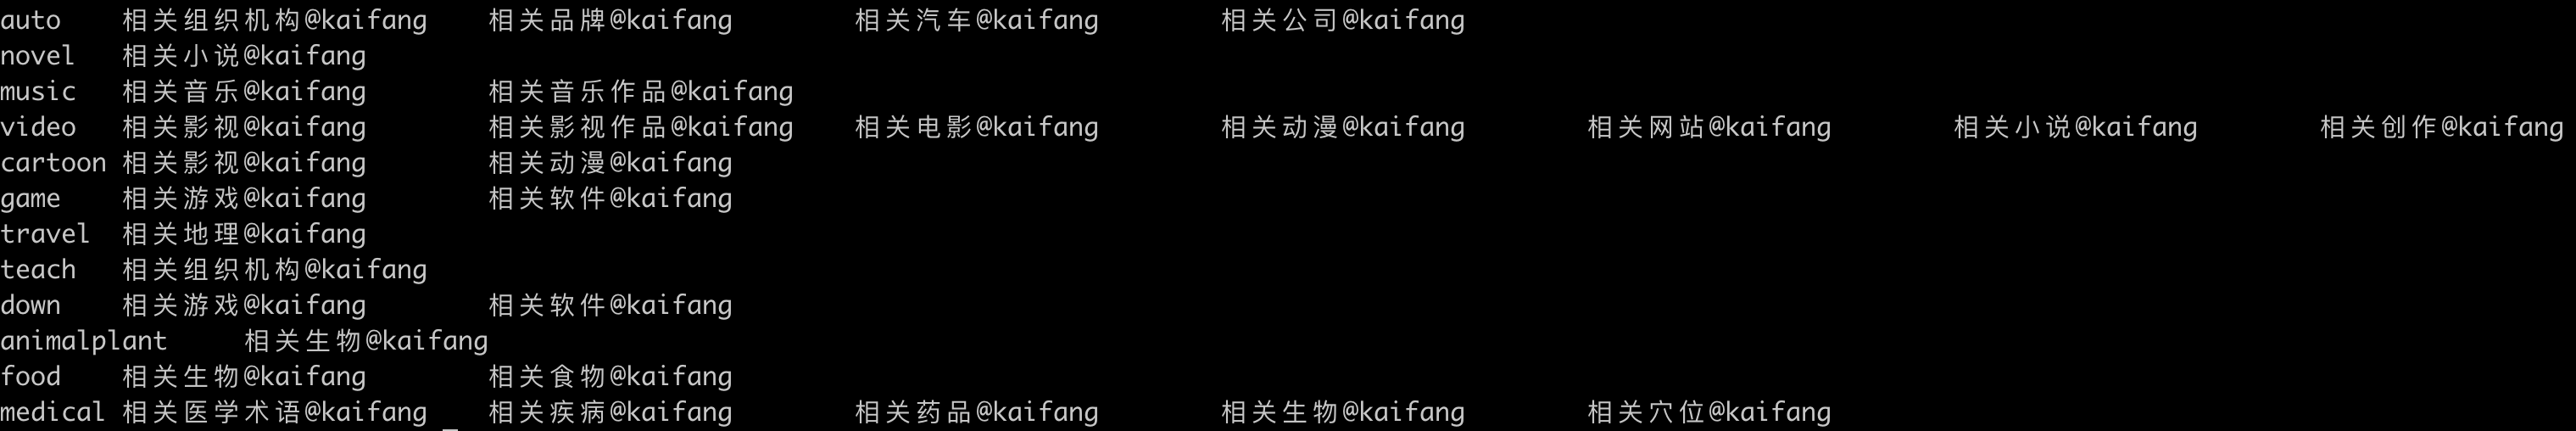 auto	相关组织机构@kaifang	相关品牌@kaifang	相关汽车@kaifang	相关公司@kaifang
novel	相关小说@kaifang
music	相关音乐@kaifang	相关音乐作品@kaifang
video	相关影视@kaifang	相关影视作品@kaifang	相关电影@kaifang	相关动漫@kaifang	相关网站@kaifang	相关小说@kaifang	相关创作@kaifang
cartoon	相关影视@kaifang	相关动漫@kaifang
game	相关游戏@kaifang	相关软件@kaifang
travel	相关地理@kaifang
teach	相关组织机构@kaifang
down	相关游戏@kaifang	相关软件@kaifang
animalplant	相关生物@kaifang
food	相关生物@kaifang	相关食物@kaifang
medical	相关医学术语@kaifang	相关疾病@kaifang	相关药品@kaifang	相关生物@kaifang	相关穴位@kaifang